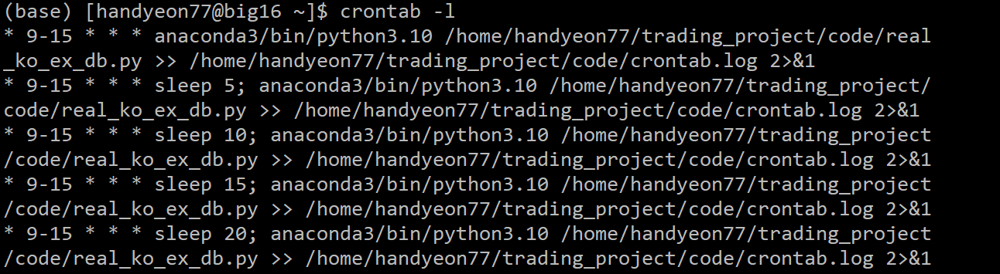 (base) [handyeon77@big16 ~]$ crontab -l
* 9-15 * * * anaconda3/bin/python3.10 /home/handyeon77/trading_project/code/real
_ko_ex_db.py >> /home/handyeon77/trading_project/code/crontab.log 2>&1
* 9-15 * * * sleep 5; anaconda3/bin/python3.10 /home/handyeon77/trading_project/
code/real_ko_ex_db.py >> /home/handyeon77/trading_project/code/crontab.log 2>&1
* 9-15 * * * sleep 10; anaconda3/bin/python3.10 /home/handyeon77/trading_project
/code/real_ko_ex_db.py >> /home/handyeon77/trading_project/code/crontab.log 2>&1
* 9-15 * * * sleep 15; anaconda3/bin/python3.10 /home/handyeon77/trading_project
/code/real_ko_ex_db.py >> /home/handyeon77/trading_project/code/crontab.log 2>&1
* 9-15 * * * sleep 20; anaconda3/bin/python3.10 /home/handyeon77/trading_project
/code/real_ko_ex_db.py >> /home/handyeon77/trading_project/code/crontab.log 2>&1